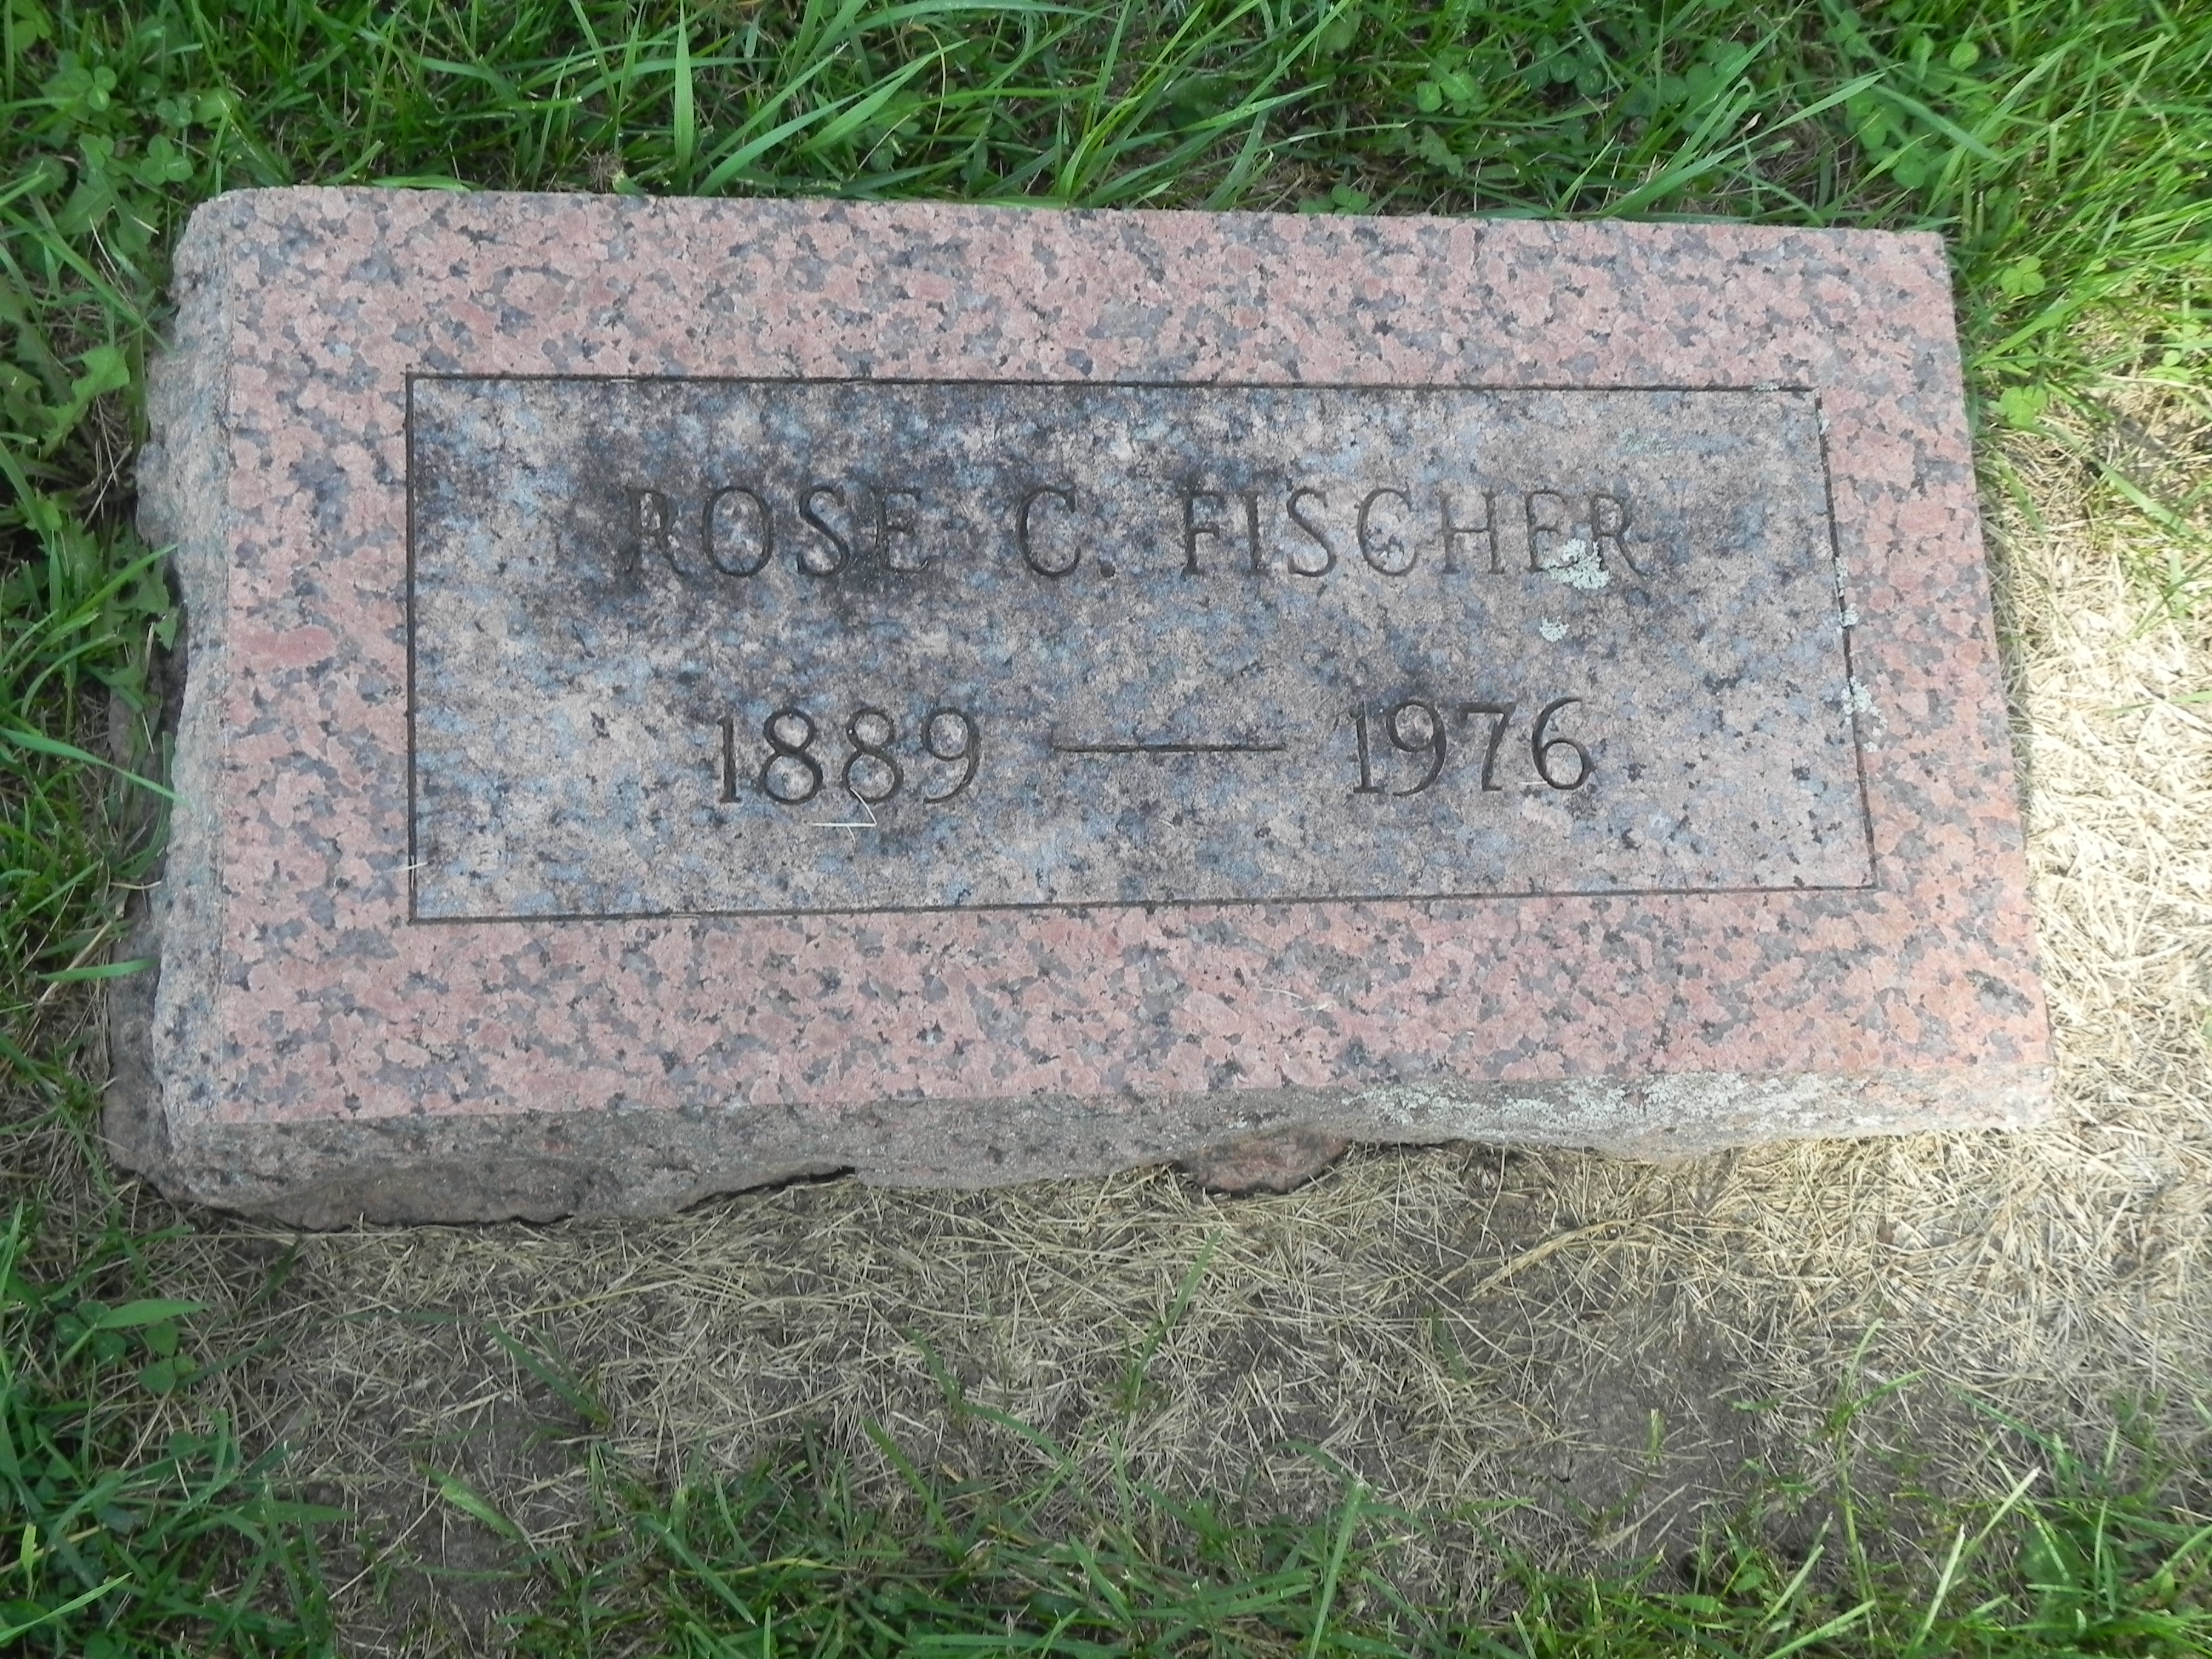 ROSE C. FISCHER
1889 — 1976